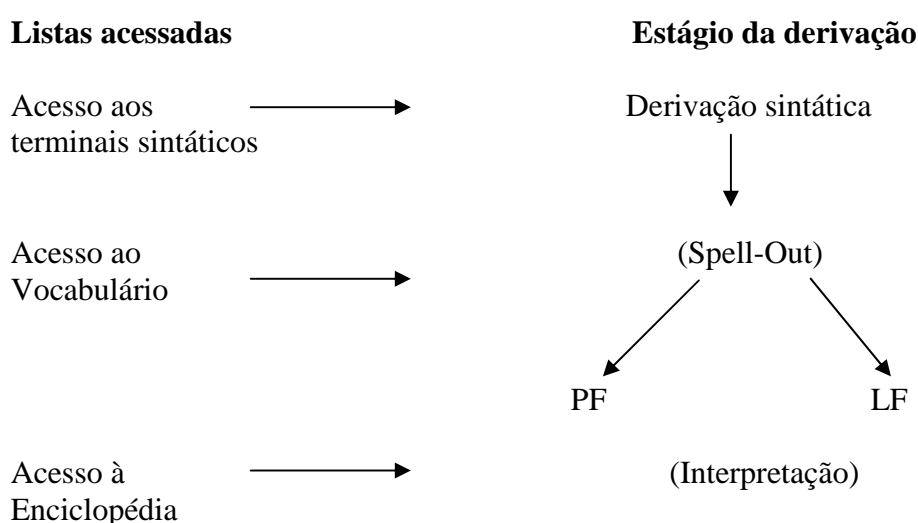 Listas acessadas Estágio da derivação
Acesso aos Derivação sintática
terminais sintáticos
Acesso ao (Spell-Out)
Vocabulário
PF LF
Acesso à (Interpretação)
Enciclopédia